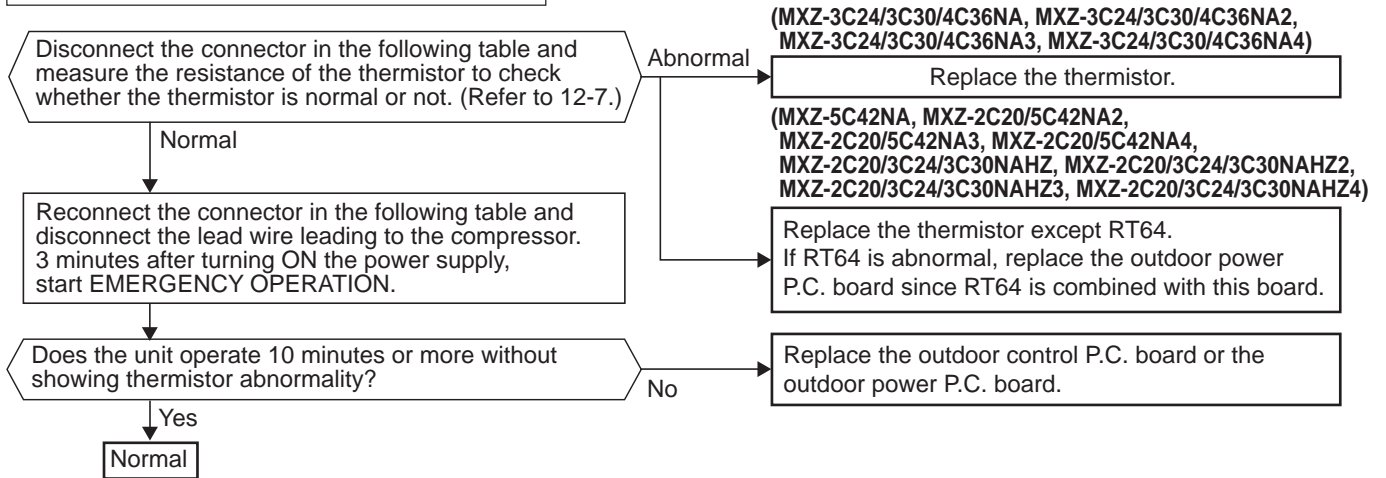 Disconnect the connector in the following table and
measure the resistance of the thermistor to check
whether the thermistor is normal or not. (Refer to 12-7.)
Abnormal
(MXZ-3C24/3C30/4C36NA, MXZ-3C24/3C30/4C36NA2,
MXZ-3C24/3C30/4C36NA3, MXZ-3C24/3C30/4C36NA4)
Replace the thermistor.
(MXZ-5C42NA, MXZ-2C20/5C42NA2,
MXZ-2C20/5C42NA3, MXZ-2C20/5C42NA4,
MXZ-2C20/3C24/3C30NAHZ, MXZ-2C20/3C24/3C30NAHZ2,
MXZ-2C20/3C24/3C30NAHZ3, MXZ-2C20/3C24/3C30NAHZ4)
Replace the thermistor except RT64.
If RT64 is abnormal, replace the outdoor power
P.C. board since RT64 is combined with this board.
Normal
Reconnect the connector in the following table and
disconnect the lead wire leading to the compressor.
3 minutes after turning ON the power supply,
start EMERGENCY OPERATION.
Does the unit operate 10 minutes or more without
showing thermistor abnormality?
No
Replace the outdoor control P.C. board or the
outdoor power P.C. board.
Yes
Normal